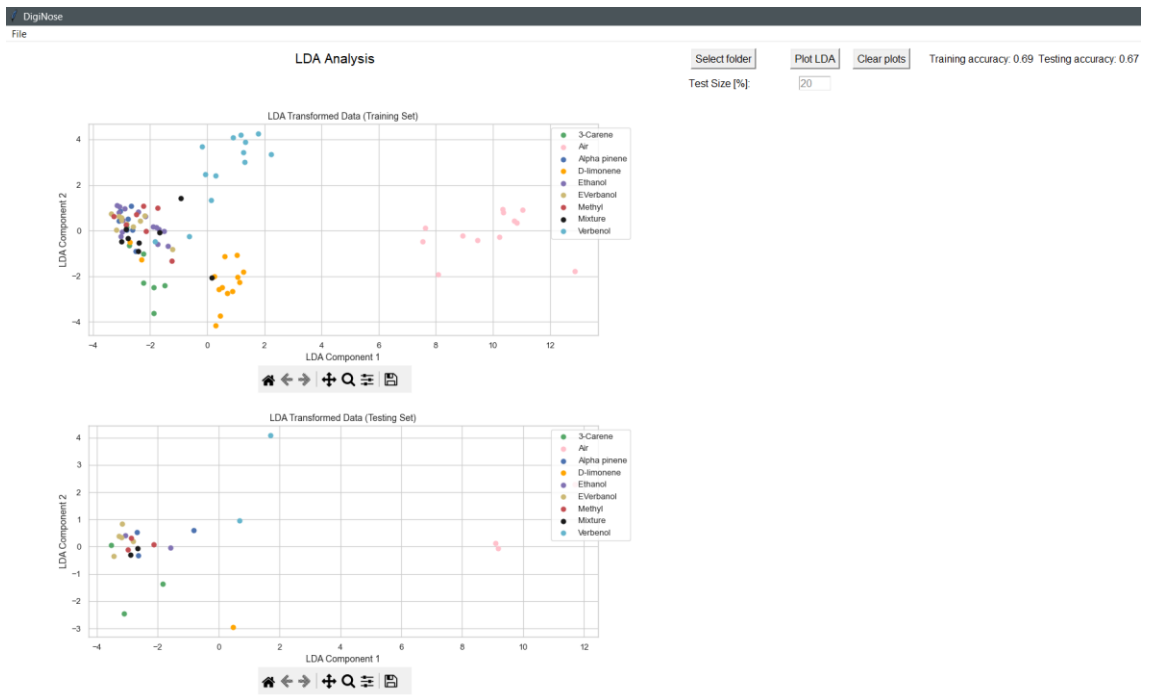 DigiNose
File
LDA Analysis
Select folder
Plot LDA
Clear plots
Training accuracy: 0.69 Testing accuracy: 0.67
Test Size [%]:
20
LDA Transformed Data (Training Set)
LDA Component 2
4
2
0
−2
−4
3-Carene
Air
Alpha pinene
D-limonene
Ethanol
EVerbanol
Methyl
Mixture
Verbenol
−4 −2 0 2 4 6 8 10 12
LDA Component 1
LDA Transformed Data (Testing Set)
LDA Component 2
4
3
2
1
0
−1
−2
−3
3-Carene
Air
Alpha pinene
D-limonene
Ethanol
EVerbanol
Methyl
Mixture
Verbenol
−4 −2 0 2 4 6 8 10 12
LDA Component 1